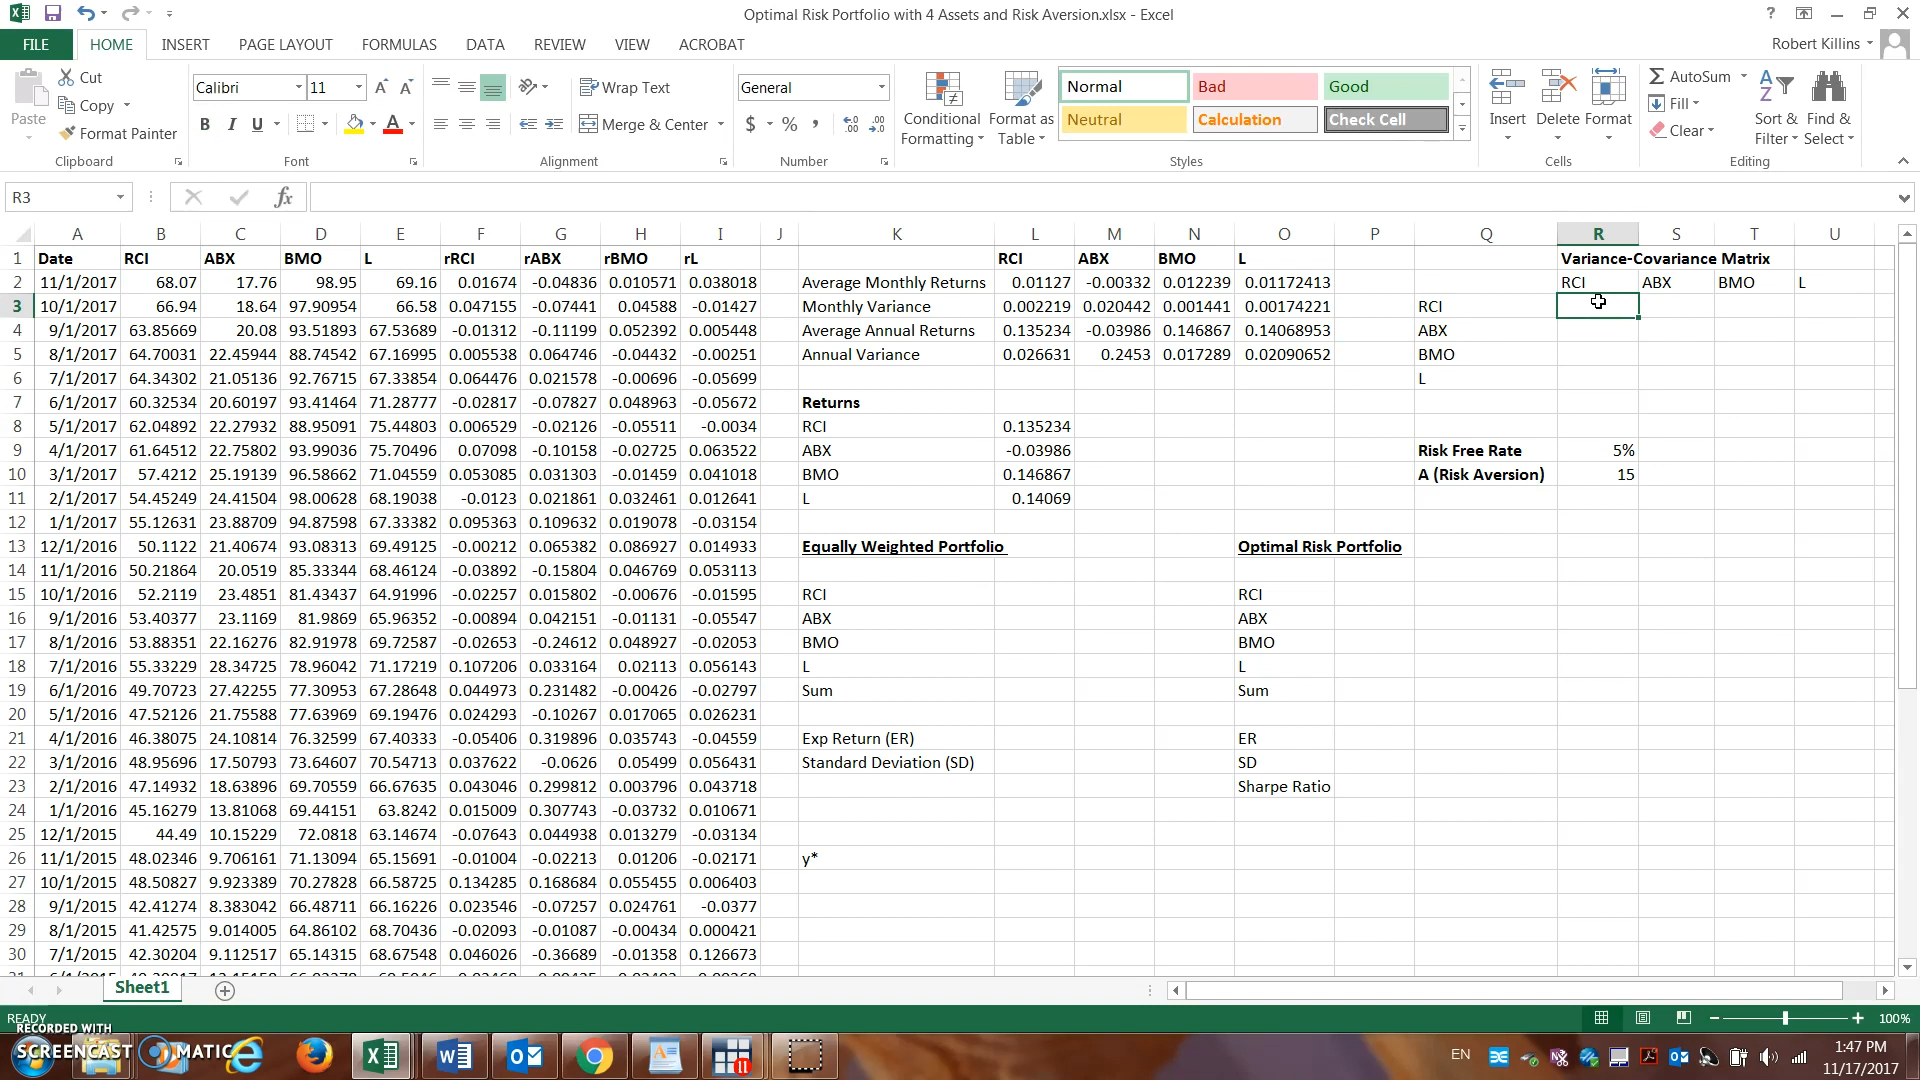 Optimal Risk Portfolio with 4 Assets and Risk Aversion.xlsx - Excel
FILE HOME INSERT PAGE LAYOUT FORMULAS DATA REVIEW VIEW ACROBAT Robert Killins
Cut
Copy
Format Painter
Paste
Clipboard
Calibri 11
B I U
Font
Wrap Text
Merge & Center
Alignment
General
$ % ,
Number
Conditional Formatting
Format as Table
Normal Bad Good
Neutral Calculation Check Cell
Styles
Insert Delete Format
Cells
AutoSum
Fill
Clear
Sort & Filter
Find & Select
Editing
R3 fx
A B C D E F G H I J K L M N O P Q R S T U
1 Date RCI ABX BMO L rRCI rABX rBMO rL RCI ABX BMO L Variance-Covariance Matrix
2 11/1/2017 68.07 17.76 98.95 69.16 0.01674 -0.04836 0.010571 0.038018 Average Monthly Returns 0.01127 -0.00332 0.012239 0.01172413 RCI ABX BMO L
3 10/1/2017 66.94 18.64 97.90954 66.58 0.047155 -0.07441 0.04588 -0.01427 Monthly Variance 0.002219 0.020442 0.001441 0.00174221 RCI
4 9/1/2017 63.85669 20.08 93.51893 67.53689 -0.01312 -0.11199 0.052392 0.005448 Average Annual Returns 0.135234 -0.03986 0.146867 0.14068953 ABX
5 8/1/2017 64.70031 22.45944 88.74542 67.16995 0.005538 0.064746 -0.04432 -0.00251 Annual Variance 0.026631 0.2453 0.017289 0.02090652 BMO
6 7/1/2017 64.34302 21.05136 92.76715 67.33854 0.064476 0.021578 -0.00696 -0.05699 L
7 6/1/2017 60.32534 20.60197 93.41464 71.28777 -0.02817 -0.07827 0.048963 -0.05672 Returns
8 5/1/2017 62.04892 22.27932 88.95091 75.44803 0.006529 -0.02126 -0.05511 -0.0034 RCI 0.135234
9 4/1/2017 61.64512 22.75802 93.99036 75.70496 0.07098 -0.10158 -0.02725 0.063522 ABX -0.03986 Risk Free Rate 5%
10 3/1/2017 57.4212 25.19139 96.58662 71.04559 0.053085 0.031303 -0.01459 0.041018 BMO 0.146867 A (Risk Aversion) 15
11 2/1/2017 54.45249 24.41504 98.00628 68.19038 -0.0123 0.021861 0.032461 0.012641 L 0.14069
12 1/1/2017 55.12631 23.88709 94.87598 67.33382 0.095363 0.109632 0.019078 -0.03154
13 12/1/2016 50.1122 21.40674 93.08313 69.49125 -0.00212 0.065382 0.086927 0.014933 Equally Weighted Portfolio Optimal Risk Portfolio
14 11/1/2016 50.21864 20.0519 85.33344 68.46124 -0.03892 -0.15804 0.046769 0.053113
15 10/1/2016 52.2119 23.4851 81.43437 64.91996 -0.02257 0.015802 -0.00676 -0.01595 RCI RCI
16 9/1/2016 53.40377 23.1169 81.9869 65.96352 -0.00894 0.042151 -0.01131 -0.05547 ABX ABX
17 8/1/2016 53.88351 22.16276 82.91978 69.72587 -0.02653 -0.24612 0.048927 -0.02053 BMO BMO
18 7/1/2016 55.33229 28.34725 78.96042 71.17219 0.107206 0.033164 0.02113 0.056143 L L
19 6/1/2016 49.70723 27.42255 77.30953 67.28648 0.044973 0.231482 -0.00426 -0.02797 Sum Sum
20 5/1/2016 47.52126 21.75588 77.63969 69.19476 0.024293 -0.10267 0.017065 0.026231
21 4/1/2016 46.38075 24.10814 76.32599 67.40333 -0.05406 0.319896 0.035743 -0.04559 Exp Return (ER) ER
22 3/1/2016 48.95696 17.50793 73.64607 70.54713 0.037622 -0.0626 0.05499 0.056431 Standard Deviation (SD) SD
23 2/1/2016 47.14932 18.63896 69.70559 66.67635 0.043046 0.299812 0.003796 0.043718 Sharpe Ratio
24 1/1/2016 45.16279 13.81068 69.44151 63.8242 0.015009 0.307743 -0.03732 0.010671
25 12/1/2015 44.49 10.15229 72.0818 63.14674 -0.07643 0.044938 0.013279 -0.03134
26 11/1/2015 48.02346 9.706161 71.13094 65.15691 -0.01004 -0.02213 0.01206 -0.02171 y*
27 10/1/2015 48.50827 9.923389 70.27828 66.58725 0.134285 0.168684 0.055455 0.006403
28 9/1/2015 42.41274 8.383042 66.48711 66.16226 0.023546 -0.07257 0.024761 -0.0377
29 8/1/2015 41.42575 9.014005 64.86102 68.70436 -0.02093 -0.01087 -0.00434 0.000421
30 7/1/2015 42.30204 9.112517 65.14315 68.67548 0.046026 -0.36689 -0.01358 0.126673
Sheet1
READY 100%
RECORDED WITH
SCREENCAST MATIC
EN 1:47 PM
11/17/2017